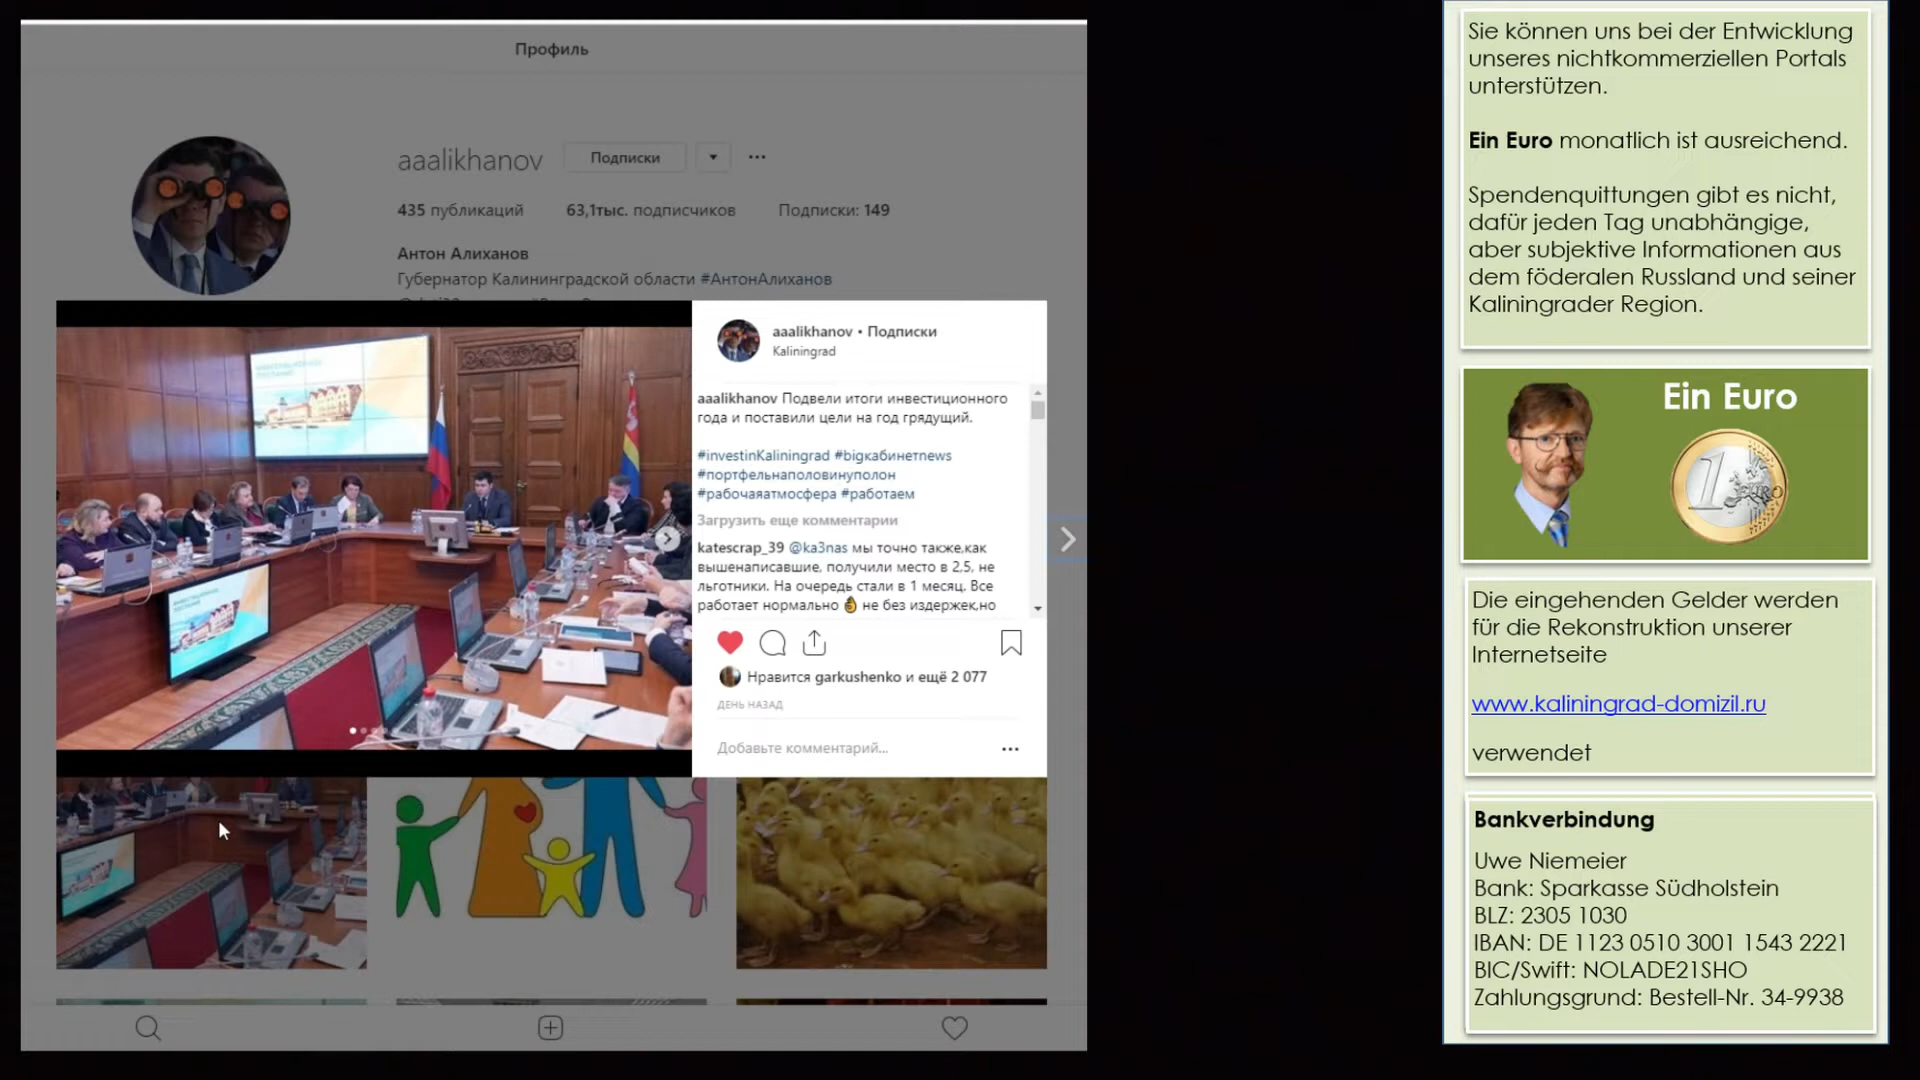 Профиль
aaalikhanov
Подписки
435 публикаций
63,1тыс. подписчиков
Подписки: 149
Антон Алиханов
Губернатор Калининградской области #АнтонАлиханов
aaalikhanov • Подписки
Kaliningrad
aaalikhanov Подвели итоги инвестиционного
года и поставили цели на год грядущий.
#investinKaliningrad #bigкабинетnews
#портфельнаполовинуполон
#рабочаяатмосфера #работаем
Загрузить еще комментарии
katescrap_39 @ka3nas мы точно также,как
вышенаписавшие, получили место в 2,5, не
льготники. На очередь стали в 1 месяц. Все
работает нормально 👌 не без издержек,но
Нравится garkushenko и ещё 2 077
ДЕНЬ НАЗАД
Добавьте комментарий...
Sie können uns bei der Entwicklung
unseres nichtkommerziellen Portals
unterstützen.
Ein Euro monatlich ist ausreichend.
Spendenquittungen gibt es nicht,
dafür jeden Tag unabhängige,
aber subjektive Informationen aus
dem föderalen Russland und seiner
Kaliningrader Region.
Ein Euro
1
EURO
Die eingehenden Gelder werden
für die Rekonstruktion unserer
Internetseite
www.kaliningrad-domizil.ru
verwendet
Bankverbindung
Uwe Niemeier
Bank: Sparkasse Südholstein
BLZ: 2305 1030
IBAN: DE 1123 0510 3001 1543 2221
BIC/Swift: NOLADE21SHO
Zahlungsgrund: Bestell-Nr. 34-9938